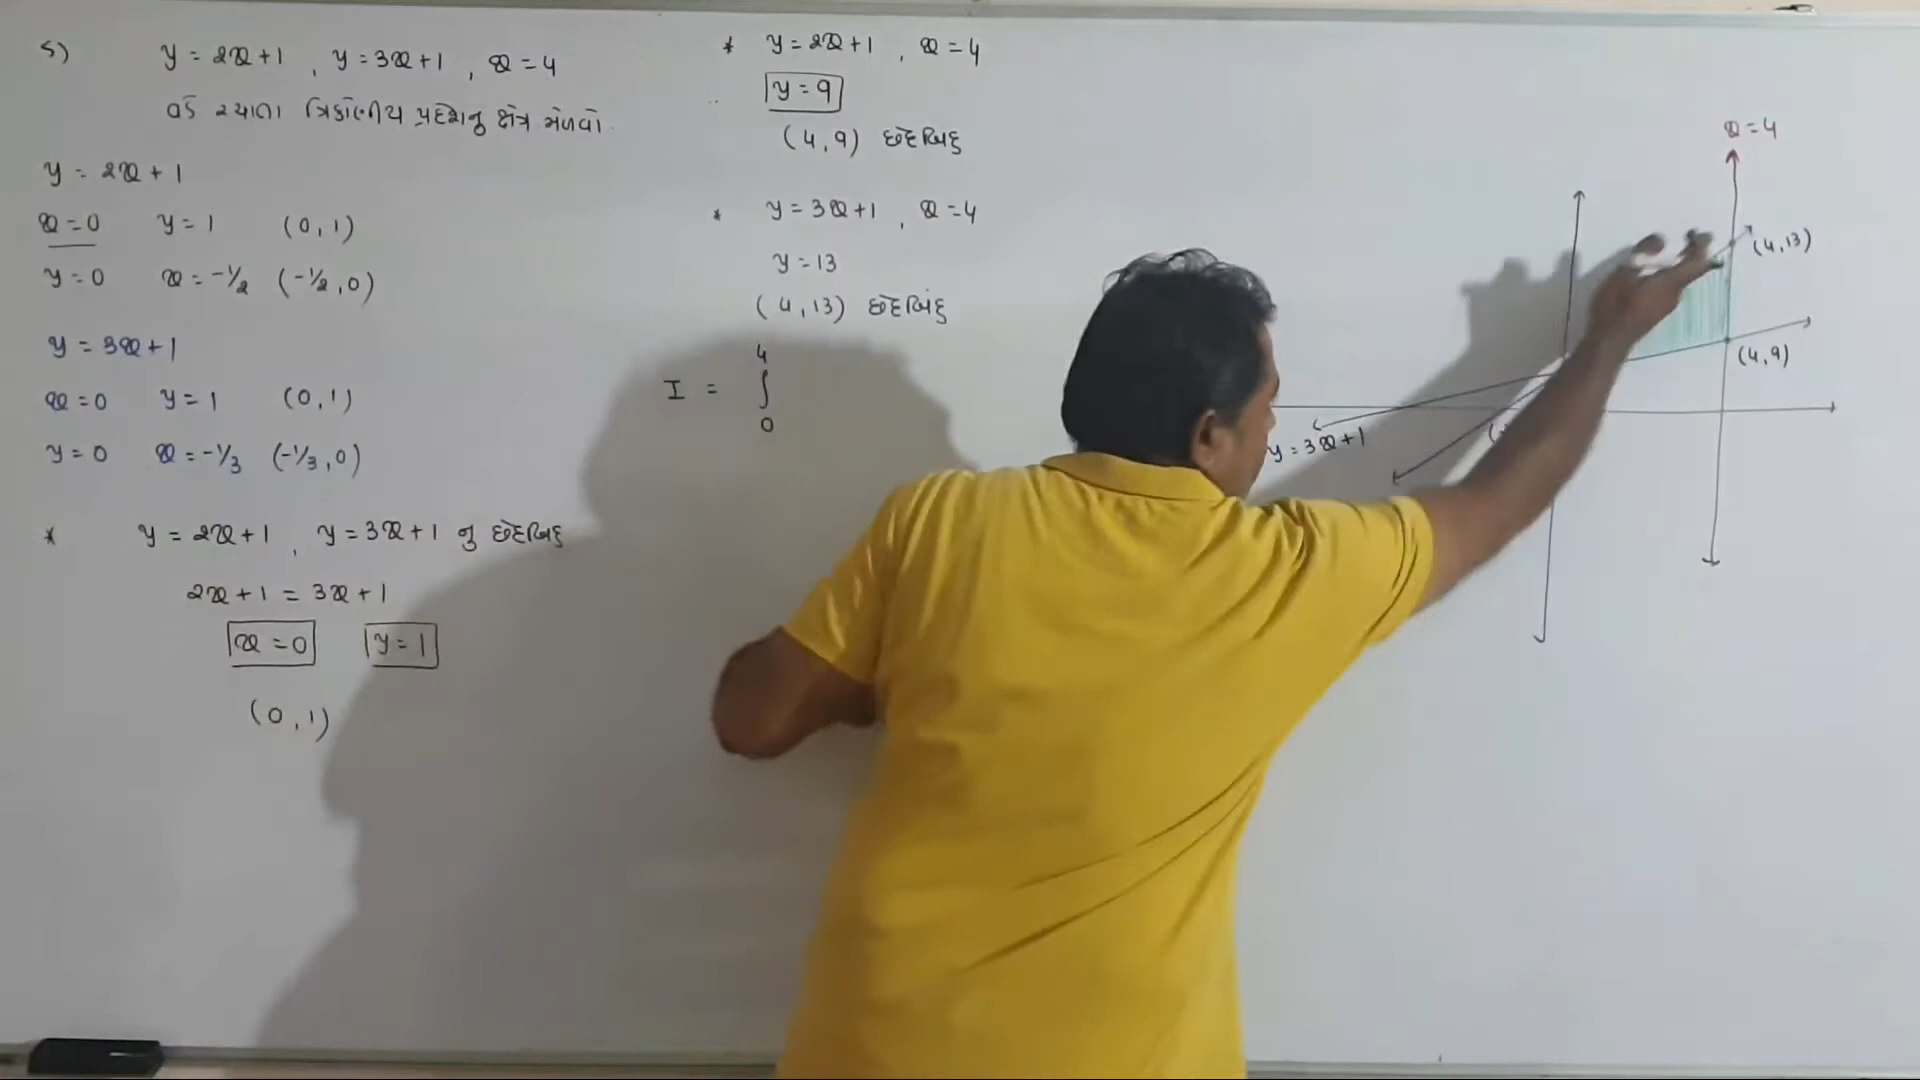 5) y = 2x + 1 , y = 3x + 1 , x = 4
વડે રચાતા ત્રિકોણીય પ્રદેશનુ ક્ષેત્ર મેળવો.
y = 2x + 1
x = 0 y = 1 (0, 1)
y = 0 x = -1/2 (-1/2, 0)
y = 3x + 1
x = 0 y = 1 (0, 1)
y = 0 x = -1/3 (-1/3, 0)
* y = 2x + 1 , y = 3x + 1 નુ છેદબિંદુ
2x + 1 = 3x + 1
x = 0 y = 1
(0, 1)
* y = 2x + 1 , x = 4
y = 9
(4, 9) છેદબિંદુ
* y = 3x + 1 , x = 4
y = 13
(4, 13) છેદબિંદુ
4
I = ∫
0
x = 4
(4, 13)
(4, 9)
y = 3x + 1